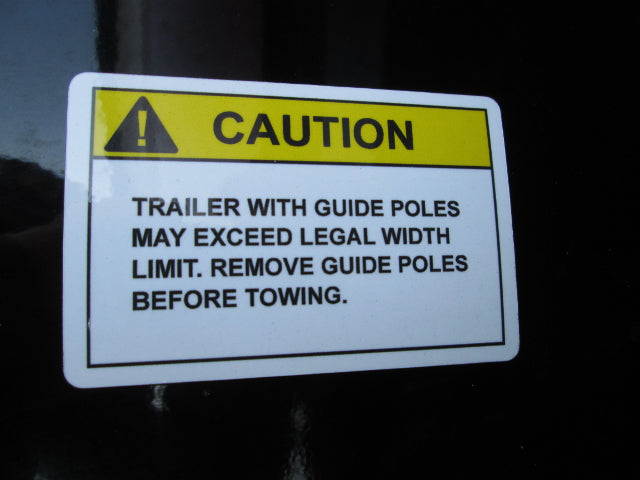 CAUTION
TRAILER WITH GUIDE POLES
MAY EXCEED LEGAL WIDTH
LIMIT. REMOVE GUIDE POLES
BEFORE TOWING.